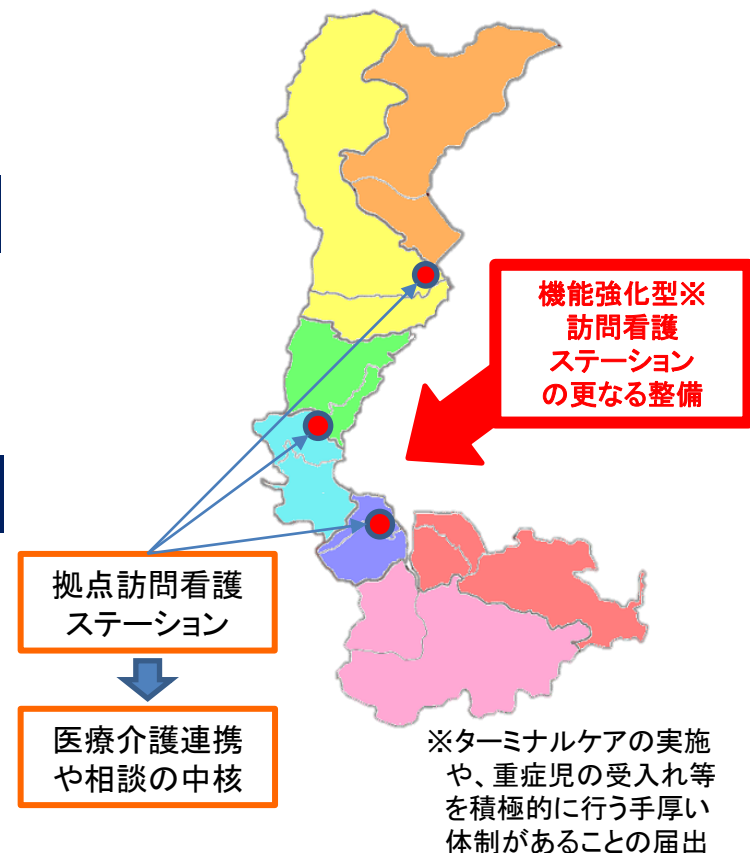 機能強化型※
訪問看護
ステーション
の更なる整備
拠点訪問看護
ステーション
医療介護連携
や相談の中核
※ターミナルケアの実施
や、重症児の受入れ等
を積極的に行う手厚い
体制があることの届出